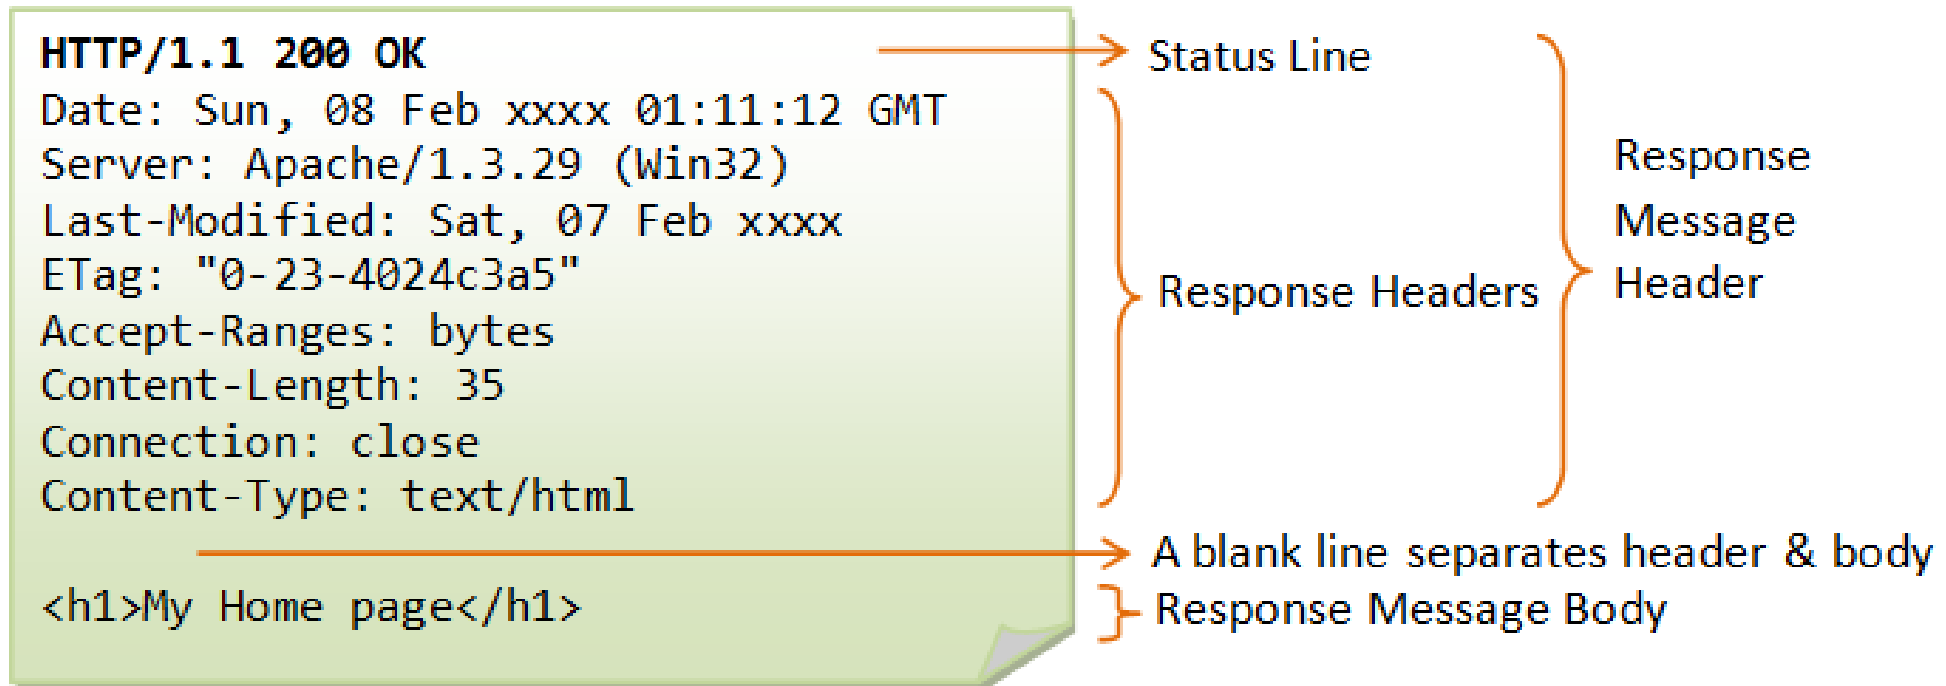 HTTP/1.1 200 OK
Date: Sun, 08 Feb xxxx 01:11:12 GMT
Server: Apache/1.3.29 (Win32)
Last-Modified: Sat, 07 Feb xxxx
ETag: "0-23-4024c3a5"
Accept-Ranges: bytes
Content-Length: 35
Connection: close
Content-Type: text/html
<h1>My Home page</h1>
Status Line
Response Headers
Response
Message
Header
A blank line separates header & body
Response Message Body